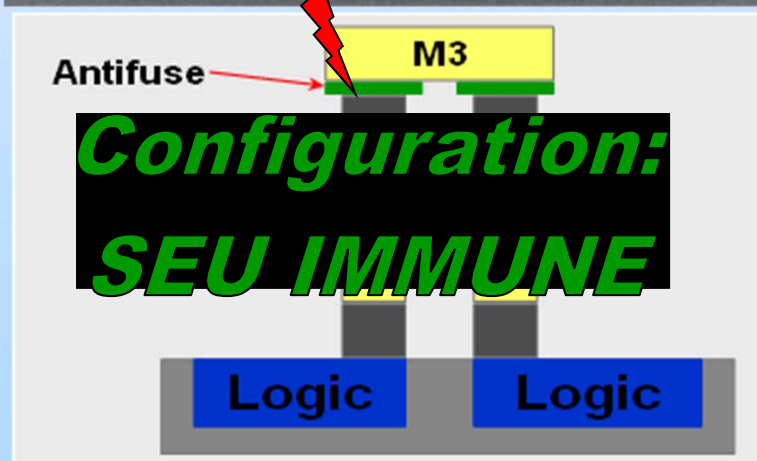 M3
Antifuse
Configuration:
SEU IMMUNE
Logic Logic